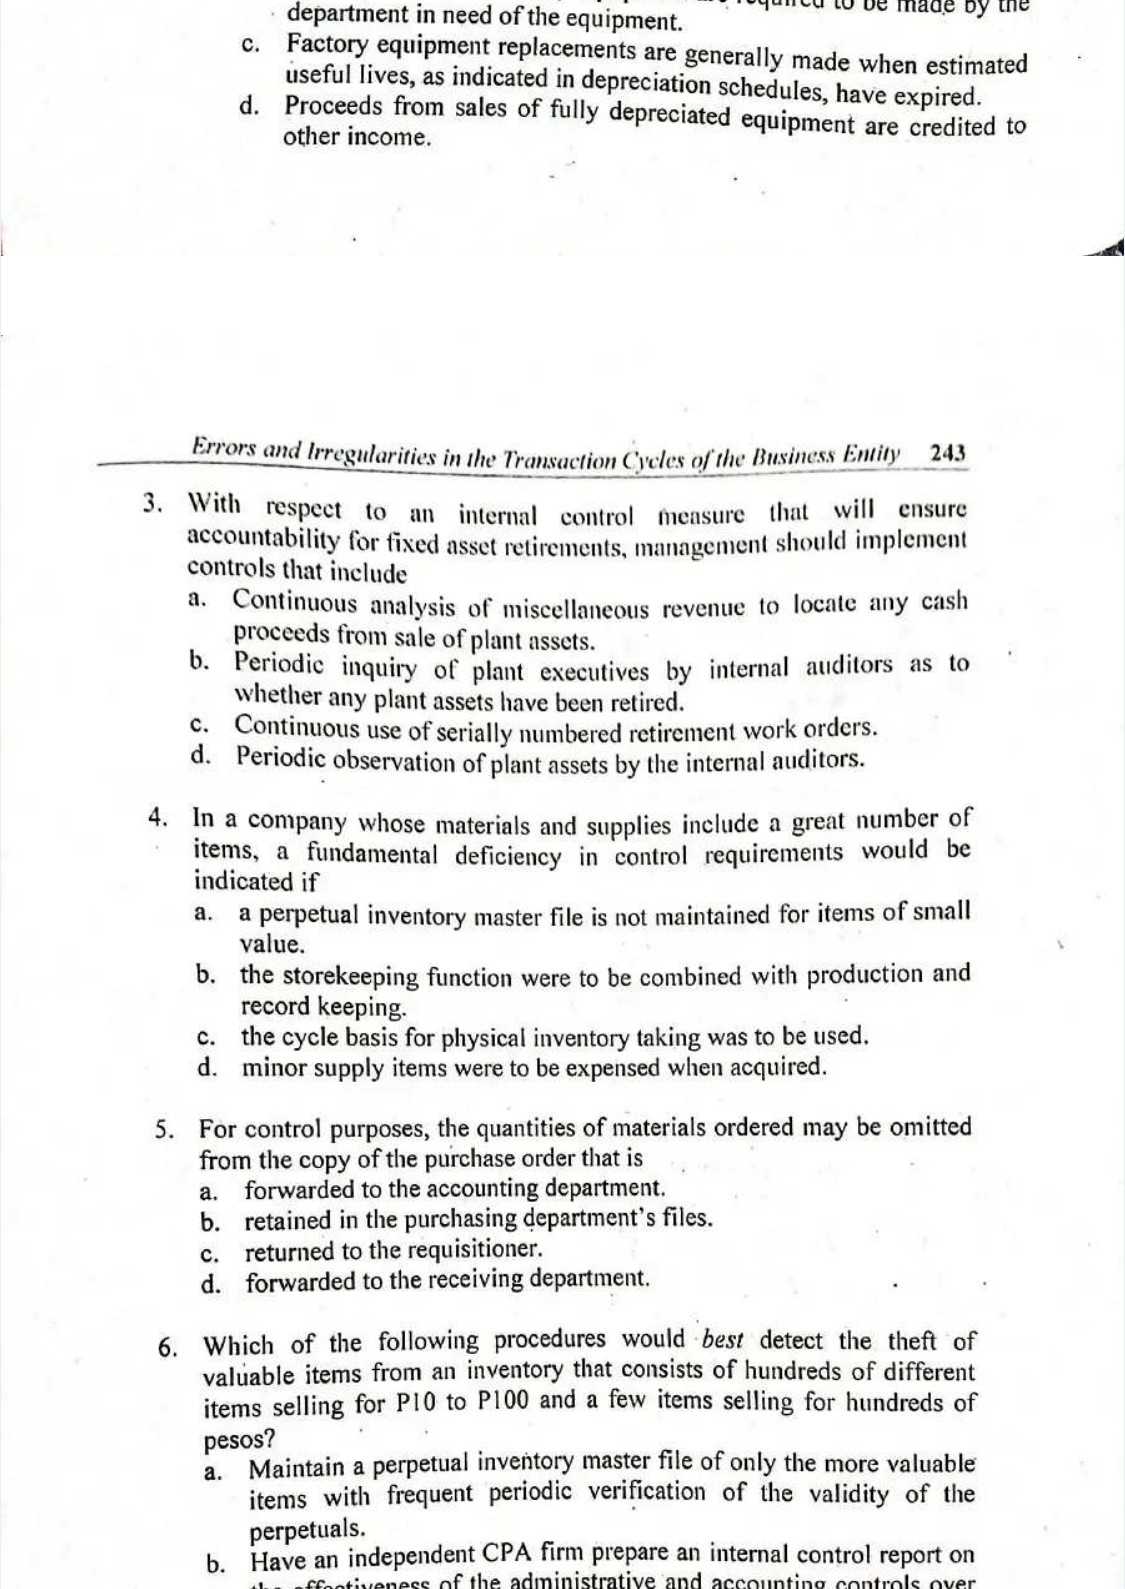 required to be made by the
department in need of the equipment.
c. Factory equipment replacements are generally made when estimated
useful lives, as indicated in depreciation schedules, have expired.
d. Proceeds from sales of fully depreciated equipment are credited to
other income.
Errors and Irregularities in the Transaction Cycles of the Business Entity 243
3. With respect to an internal control measure that will ensure
accountability for fixed asset retirements, management should implement
controls that include
a. Continuous analysis of miscellaneous revenue to locate any cash
proceeds from sale of plant assets.
b. Periodic inquiry of plant executives by internal auditors as to
whether any plant assets have been retired.
c. Continuous use of serially numbered retirement work orders.
d. Periodic observation of plant assets by the internal auditors.
4. In a company whose materials and supplies include a great number of
items, a fundamental deficiency in control requirements would be
indicated if
a. a perpetual inventory master file is not maintained for items of small
value.
b. the storekeeping function were to be combined with production and
record keeping.
c. the cycle basis for physical inventory taking was to be used.
d. minor supply items were to be expensed when acquired.
5. For control purposes, the quantities of materials ordered may be omitted
from the copy of the purchase order that is
a. forwarded to the accounting department.
b. retained in the purchasing department's files.
c. returned to the requisitioner.
d. forwarded to the receiving department.
6. Which of the following procedures would best detect the theft of
valuable items from an inventory that consists of hundreds of different
items selling for P10 to P100 and a few items selling for hundreds of
pesos?
a. Maintain a perpetual inventory master file of only the more valuable
items with frequent periodic verification of the validity of the
perpetuals.
b. Have an independent CPA firm prepare an internal control report on
the effectiveness of the administrative and accounting controls over